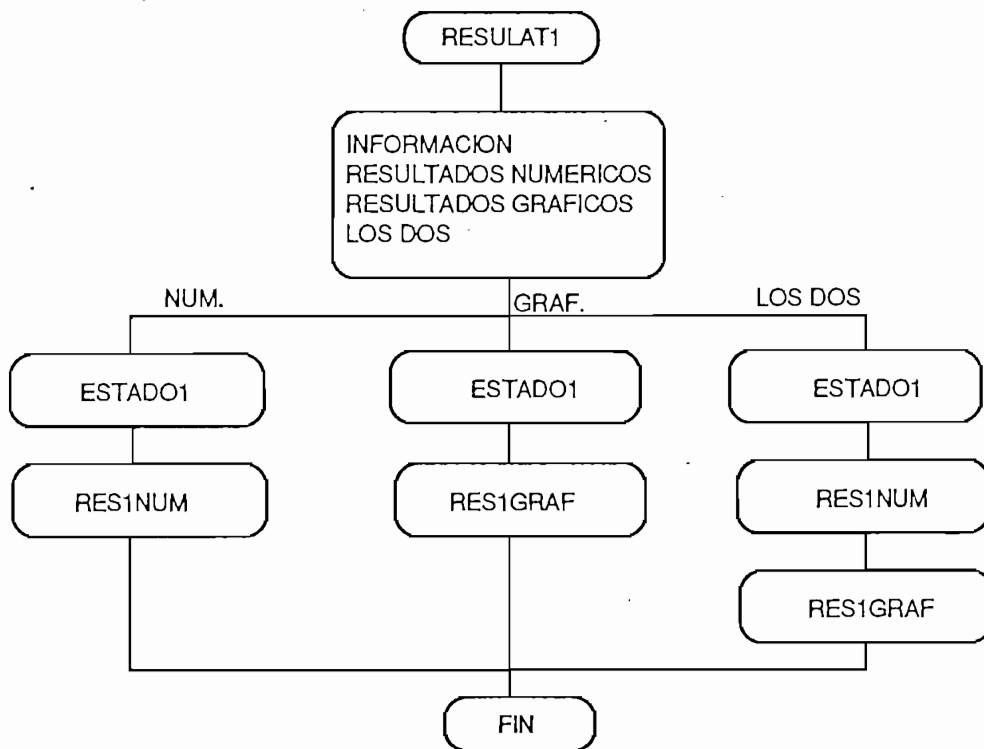 RESULAT1
INFORMACION
RESULTADOS NUMERICOS
RESULTADOS GRAFICOS
LOS DOS
NUM.
GRAF.
LOS DOS
ESTADO1
ESTADO1
ESTADO1
RES1NUM
RES1GRAF
RES1NUM
RES1GRAF
FIN